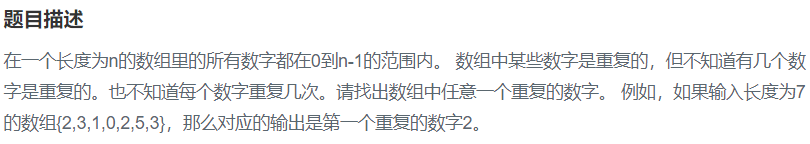 题目描述
在一个长度为n的数组里的所有数字都在0到n-1的范围内。 数组中某些数字是重复的，但不知道有几个数
字是重复的。也不知道每个数字重复几次。请找出数组中任意一个重复的数字。 例如，如果输入长度为7
的数组{2,3,1,0,2,5,3}，那么对应的输出是第一个重复的数字2。